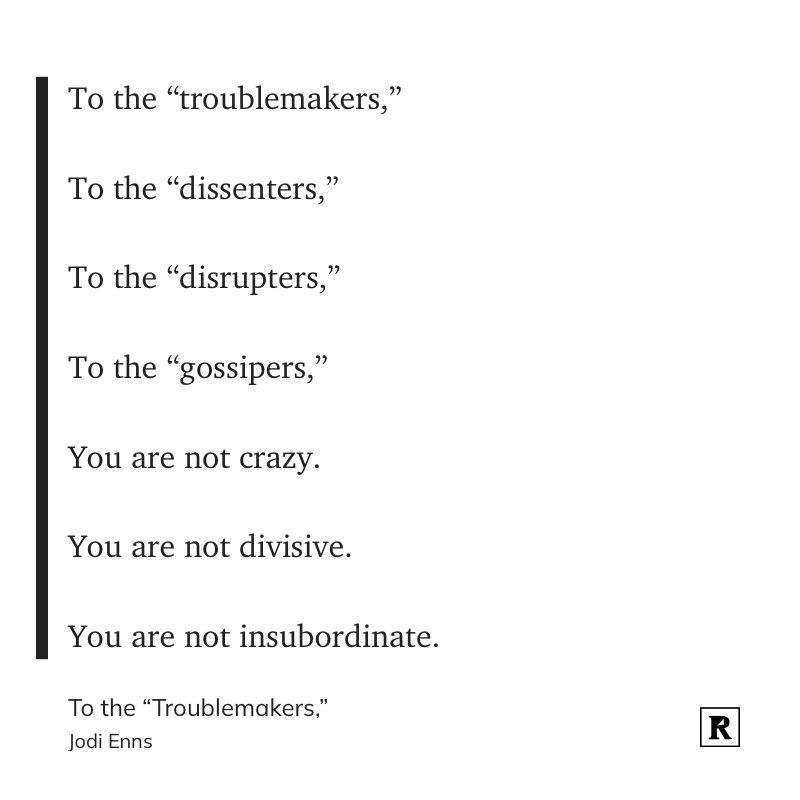 To the “troublemakers,”
To the “dissenters,”
To the “disrupters,”
To the “gossipers,”
You are not crazy.
You are not divisive.
You are not insubordinate.
To the “Troublemakers,”
Jodi Enns
R